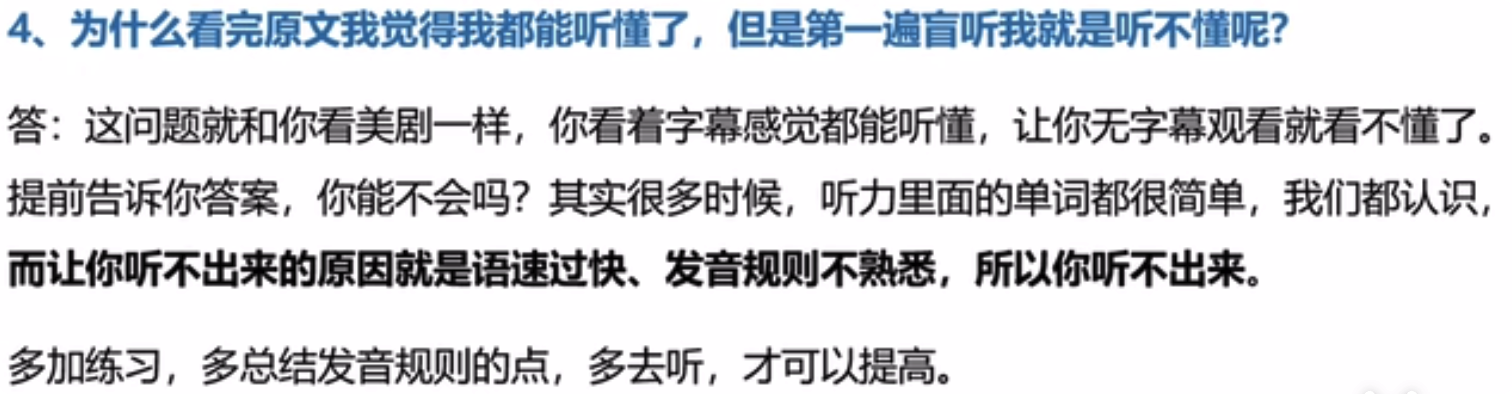 4、为什么看完原文我觉得我都能听懂了，但是第一遍盲听我就是听不懂呢？
答：这问题就和你看美剧一样，你看着字幕感觉都能听懂，让你无字幕观看就看不懂了。
提前告诉你答案，你能不会吗？其实很多时候，听力里面的单词都很简单，我们都认识，
而让你听不出来的原因就是语速过快、发音规则不熟悉，所以你听不出来。
多加练习，多总结发音规则的点，多去听，才可以提高。